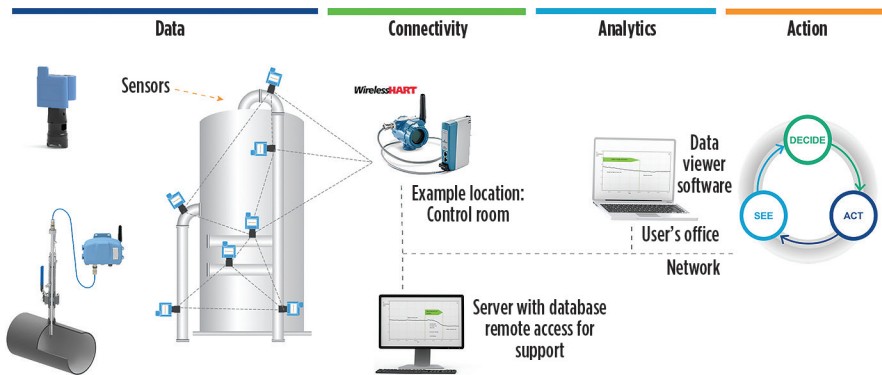 Data
Connectivity
Analytics
Action
Sensors
WirelessHART
Example location:
Control room
Data
viewer
software
User's office
Network
Server with database
remote access for
support
DECIDE
SEE
ACT